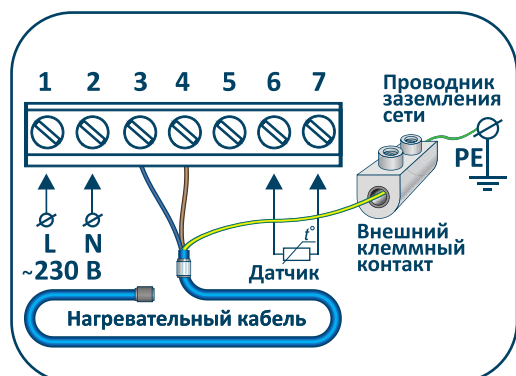 1 2 3 4 5 6 7
Проводник
заземления
сети
PE
L N
~230 В
t°
Датчик
Внешний
клеммный
контакт
Нагревательный кабель